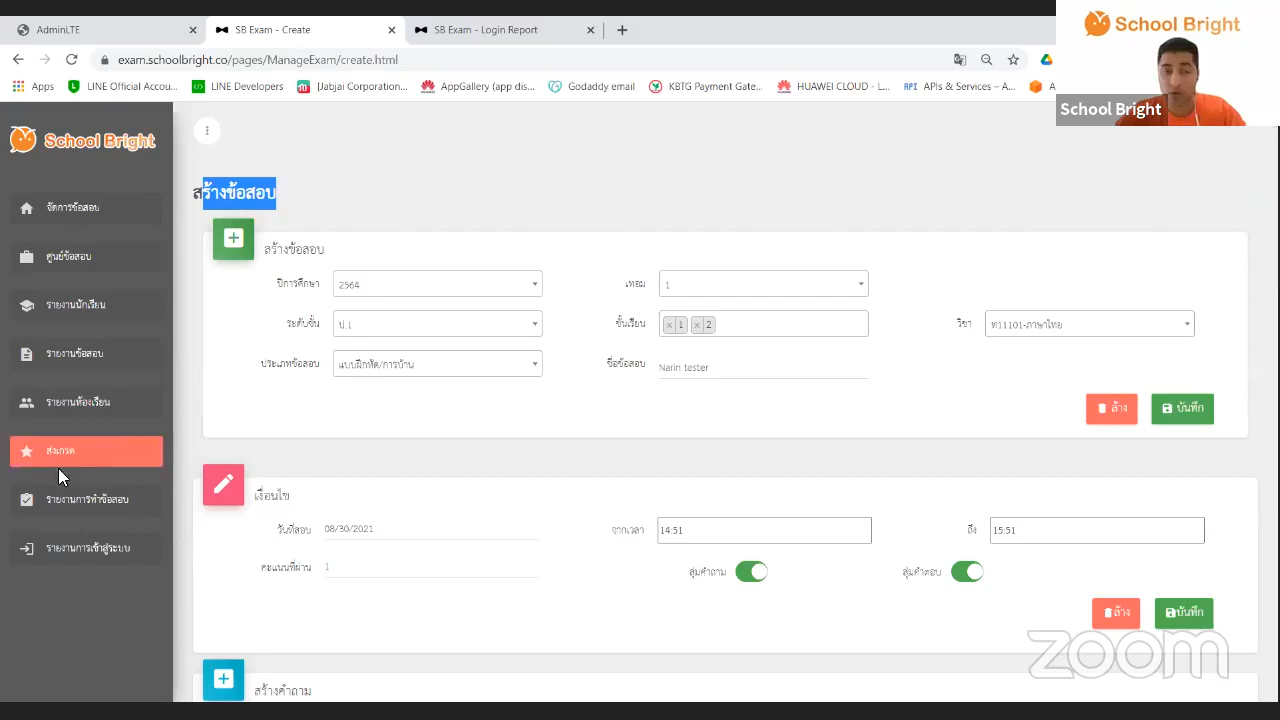 AdminLTE
SB Exam - Create
SB Exam - Login Report
School Bright
exam.schoolbright.co/pages/ManageExam/create.html
Apps
LINE Official Accou...
LINE Developers
Jabjai Corporation...
AppGallery (app dis...
Godaddy email
KBTG Payment Gate...
HUAWEI CLOUD - L...
API APIs & Services – A...
School Bright
School Bright
จัดการข้อสอบ
ศูนย์ข้อสอบ
รายงานนักเรียน
รายงานข้อสอบ
รายงานห้องเรียน
ส่งเกรด
รายงานการทำข้อสอบ
รายงานการเข้าสู่ระบบ
สร้างข้อสอบ
สร้างข้อสอบ
ปีการศึกษา 2564 เทอม 1
ระดับชั้น ป.1 ชั้นเรียน × 1 × 2 วิชา ท11101-ภาษาไทย
ประเภทข้อสอบ แบบฝึกหัด/การบ้าน ชื่อข้อสอบ Narin tester
ล้าง บันทึก
เงื่อนไข
วันที่สอบ 08/30/2021 จากเวลา 14:51 ถึง 15:51
คะแนนที่ผ่าน 1 สุ่มคำถาม สุ่มคำตอบ
ล้าง บันทึก
zoom
สร้างคำถาม